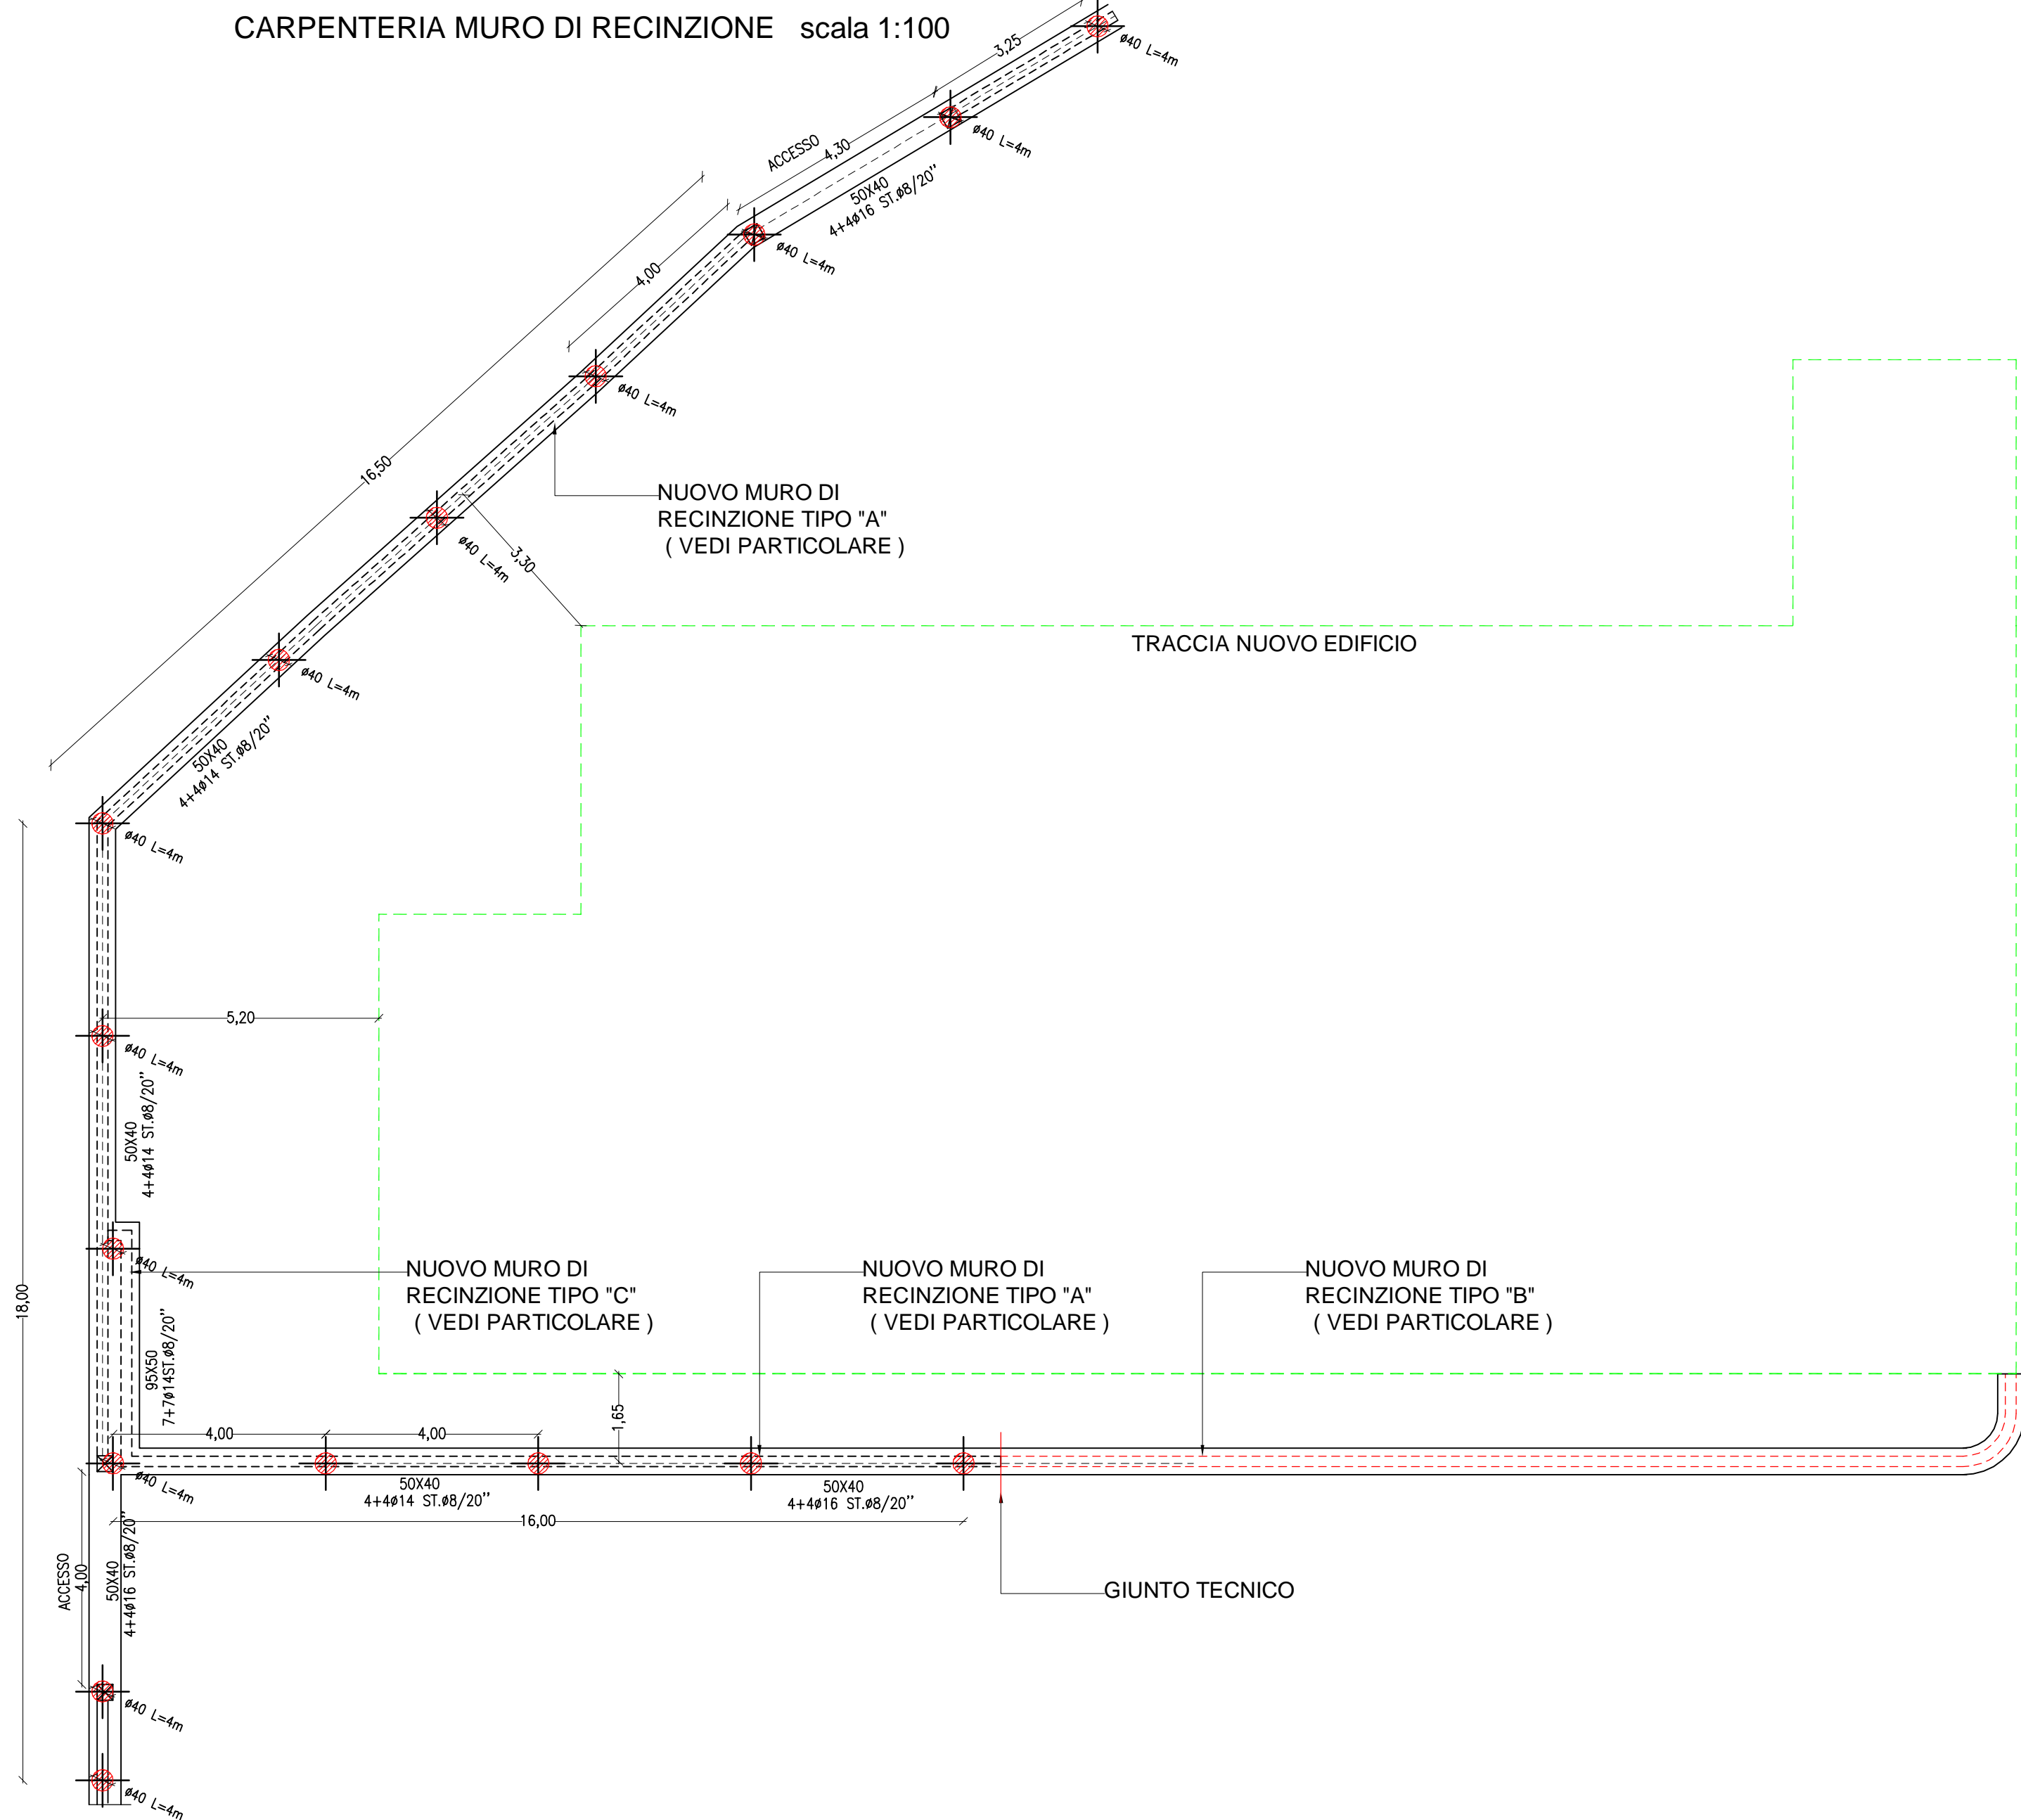 CARPENTERIA MURO DI RECINZIONE scala 1:100
3,25
ø40 L=4m
ACCESSO
4,30
ø40 L=4m
50X40
4+4ø16 ST.ø8/20''
ø40 L=4m
4,00
ø40 L=4m
16,50
NUOVO MURO DI
RECINZIONE TIPO "A"
( VEDI PARTICOLARE )
ø40 L=4m
3,30
TRACCIA NUOVO EDIFICIO
ø40 L=4m
50X40
4+4ø14 ST.ø8/20''
ø40 L=4m
5,20
ø40 L=4m
50X40
4+4ø14 ST.ø8/20''
18,00
ø40 L=4m
NUOVO MURO DI
RECINZIONE TIPO "C"
( VEDI PARTICOLARE )
NUOVO MURO DI
RECINZIONE TIPO "A"
( VEDI PARTICOLARE )
NUOVO MURO DI
RECINZIONE TIPO "B"
( VEDI PARTICOLARE )
95X50
7+7ø14ST.ø8/20''
4,00
4,00
1,65
ø40 L=4m
50X40
4+4ø14 ST.ø8/20''
50X40
4+4ø16 ST.ø8/20''
16,00
ACCESSO
4,00
50X40
4+4ø16 ST.ø8/20''
GIUNTO TECNICO
ø40 L=4m
ø40 L=4m